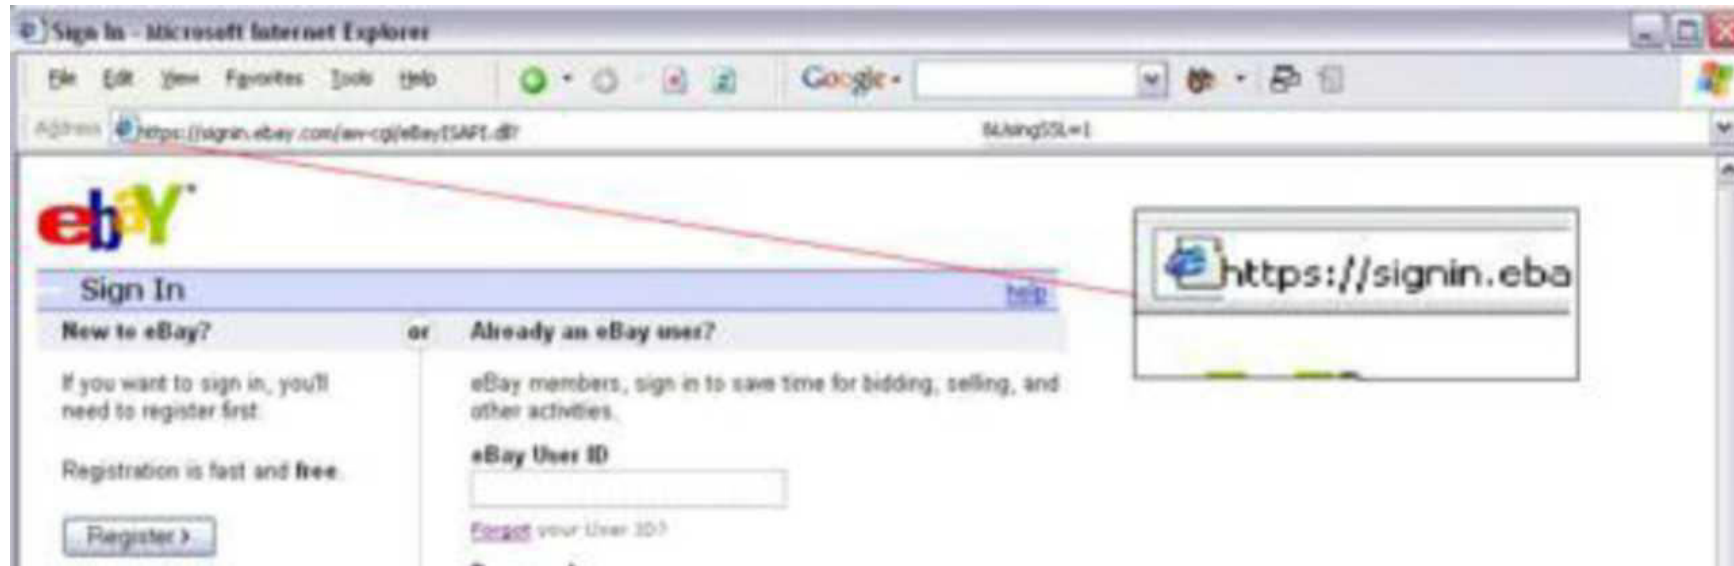 Sign In - Microsoft Internet Explorer
File Edit View Favorites Tools Help Google
Address https://signin.ebay.com/aw-cgi/eBayISAPI.dll? &UsingSSL=1
ebaY™
Sign In help
https://signin.eba
New to eBay? or Already an eBay user?
If you want to sign in, you'll
need to register first.
eBay members, sign in to save time for bidding, selling, and
other activities.
Registration is fast and free.
eBay User ID
Register >
Forgot your User ID?